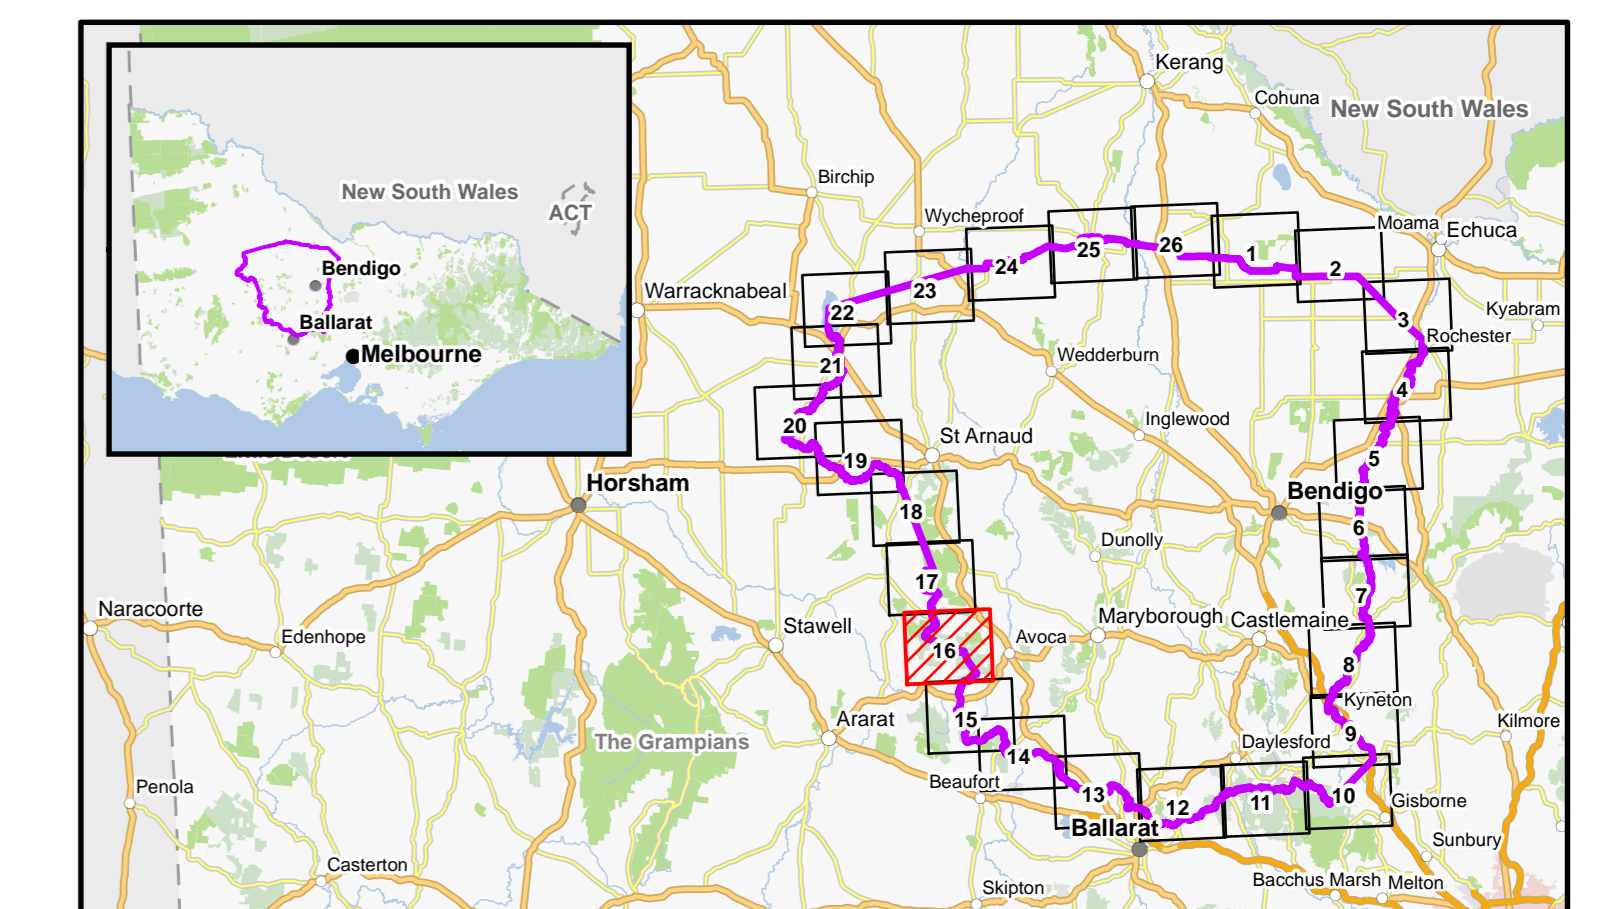 Kerang
Cohuna
New South Wales
New South Wales
ACT
Bendigo
Ballarat
Melbourne
Birchip
Wycheproof
Moama
Echuca
Warracknabeal
Kyabram
Rochester
Wedderburn
Inglewood
St Arnaud
Horsham
Bendigo
Dunolly
Naracoorte
Edenhope
Stawell
Avoca
Maryborough
Castlemaine
Kyneton
Ararat
The Grampians
Kilmore
Daylesford
Beaufort
Penola
Gisborne
Ballarat
Sunbury
Casterton
Skipton
Bacchus Marsh
Melton
1
2
3
4
5
6
7
8
9
10
11
12
13
14
15
16
17
18
19
20
21
22
23
24
25
26